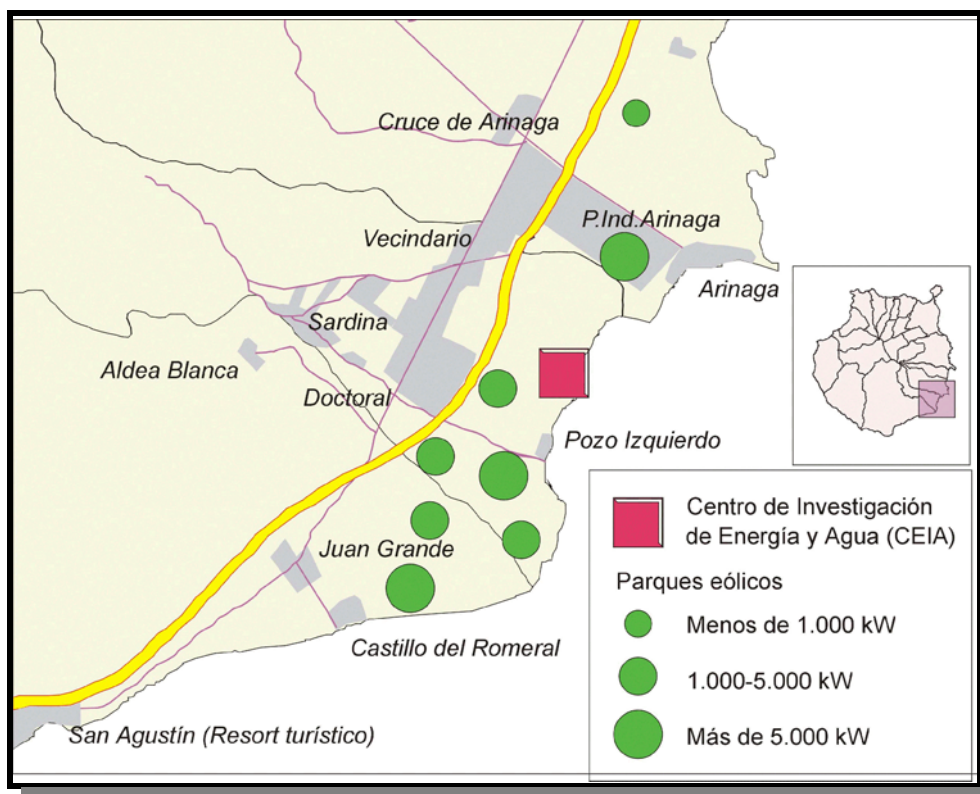 Cruce de Arinaga
P.Ind.Arinaga
Vecindario
Arinaga
Sardina
Aldea Blanca
Doctoral
Pozo Izquierdo
Juan Grande
Castillo del Romeral
San Agustín (Resort turístico)
Centro de Investigación
de Energía y Agua (CEIA)
Parques eólicos
Menos de 1.000 kW
1.000-5.000 kW
Más de 5.000 kW